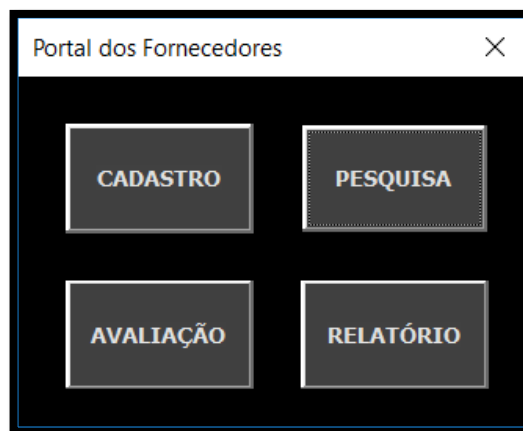 Portal dos Fornecedores
CADASTRO
PESQUISA
AVALIAÇÃO
RELATÓRIO